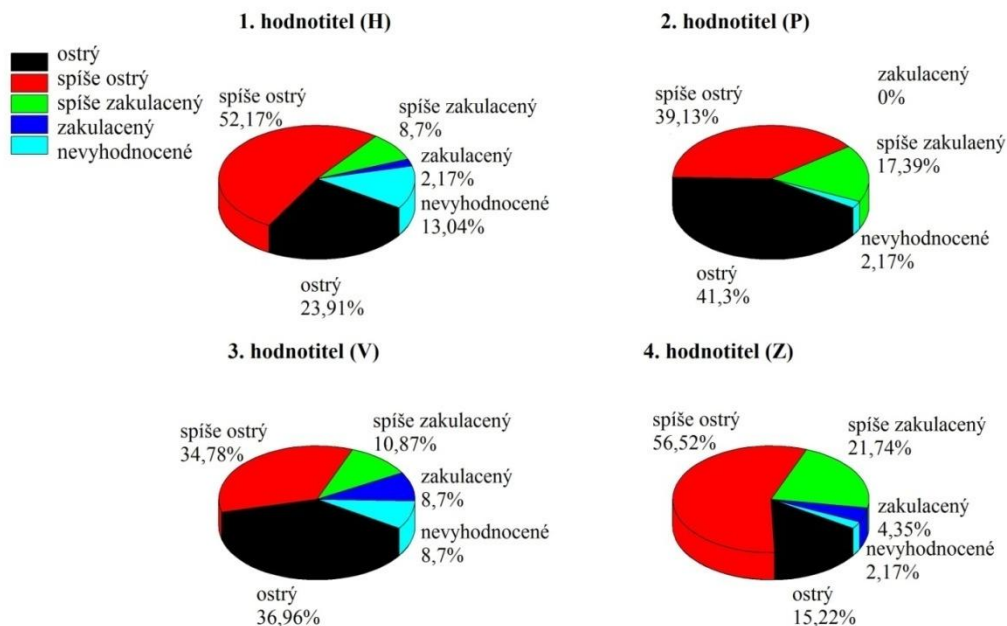 1. hodnotitel (H)
ostrý
spíše ostrý
spíše zakulacený
zakulacený
nevyhodnocené
spíše ostrý
52,17%
spíše zakulacený
8,7%
zakulacený
2,17%
nevyhodnocené
13,04%
ostrý
23,91%
2. hodnotitel (P)
zakulacený
0%
spíše ostrý
39,13%
spíše zakulaený
17,39%
nevyhodnocené
2,17%
ostrý
41,3%
3. hodnotitel (V)
spíše ostrý
34,78%
spíše zakulacený
10,87%
zakulacený
8,7%
nevyhodnocené
8,7%
ostrý
36,96%
4. hodnotitel (Z)
spíše ostrý
56,52%
spíše zakulacený
21,74%
zakulacený
4,35%
nevyhodnocené
2,17%
ostrý
15,22%